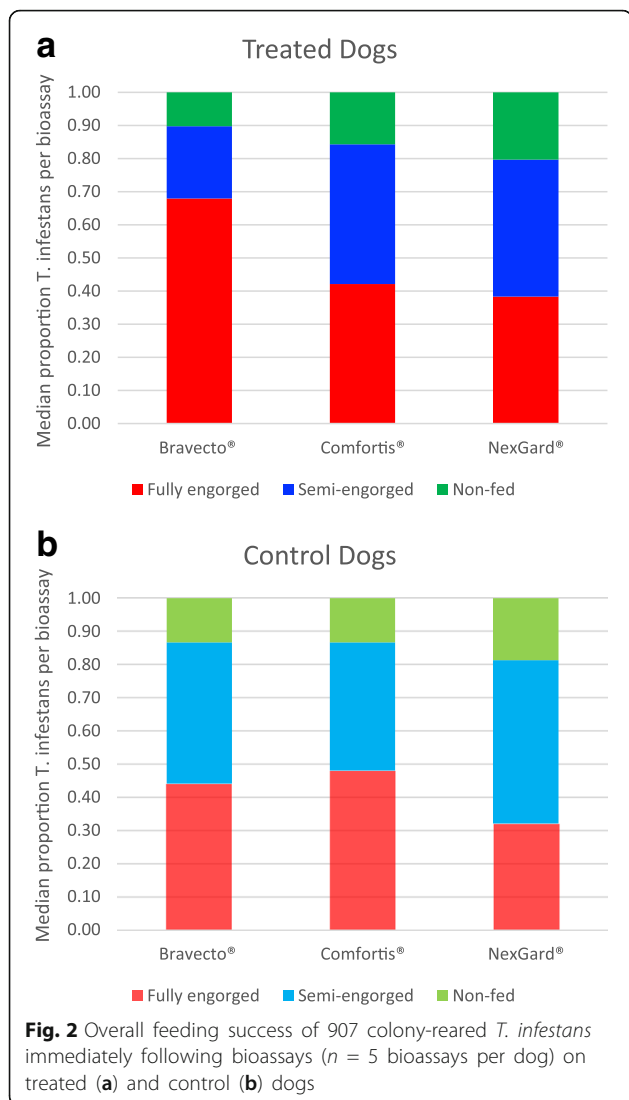 a
Treated Dogs
Median proportion T. infestans per bioassay
1.00
0.90
0.80
0.70
0.60
0.50
0.40
0.30
0.20
0.10
0.00
Bravecto® Comfortis® NexGard®
Fully engorged Semi-engorged Non-fed
b
Control Dogs
Median proportion T. infestans per bioassay
1.00
0.90
0.80
0.70
0.60
0.50
0.40
0.30
0.20
0.10
0.00
Bravecto® Comfortis® NexGard®
Fully engorged Semi-engorged Non-fed
Fig. 2 Overall feeding success of 907 colony-reared T. infestans
immediately following bioassays (n = 5 bioassays per dog) on
treated (a) and control (b) dogs